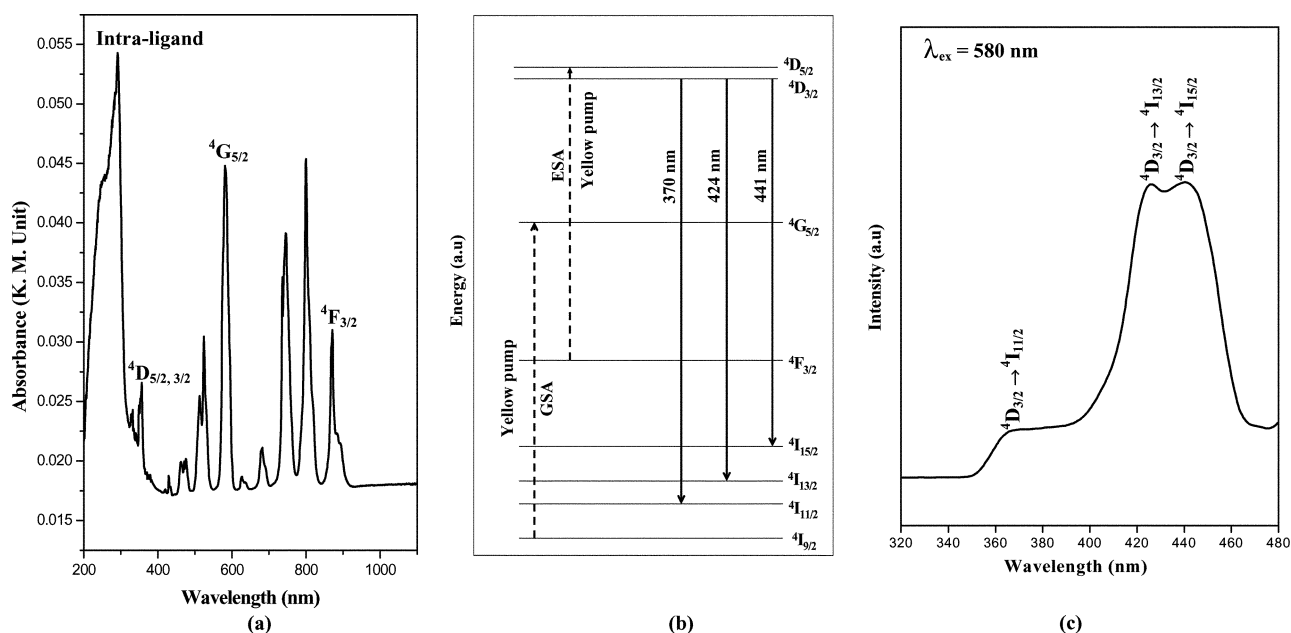 Intra-ligand
⁴G₅/₂
⁴F₃/₂
⁴D₅/₂, ₃/₂
0.055
0.050
0.045
0.040
0.035
0.030
0.025
0.020
0.015
Absorbance (K. M. Unit)
200 400 600 800 1000
Wavelength (nm)
(a)
⁴D₅/₂
⁴D₃/₂
⁴G₅/₂
⁴F₃/₂
⁴I₁₅/₂
⁴I₁₃/₂
⁴I₁₁/₂
⁴I₉/₂
Energy (a.u)
Yellow pump
GSA
ESA
Yellow pump
370 nm
424 nm
441 nm
(b)
λex = 580 nm
⁴D₃/₂ → ⁴I₁₁/₂
⁴D₃/₂ → ⁴I₁₃/₂
⁴D₃/₂ → ⁴I₁₅/₂
Intensity (a.u)
320 340 360 380 400 420 440 460 480
Wavelength (nm)
(c)